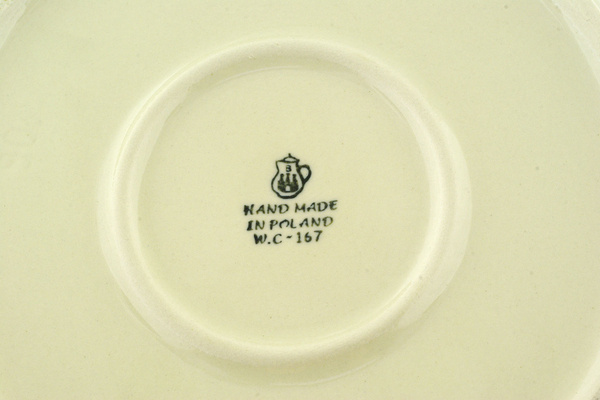 B
HAND MADE
IN POLAND
W.C-167